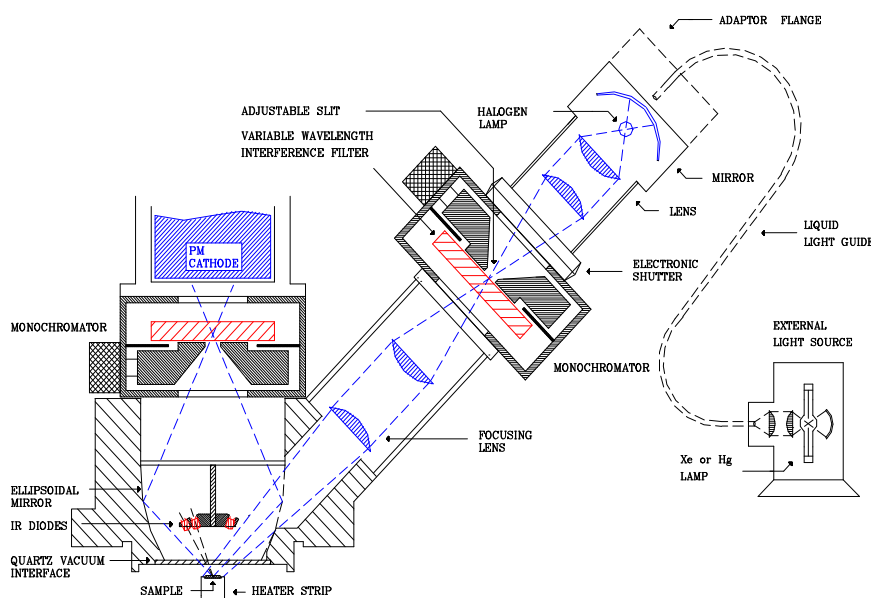 ADAPTOR FLANGE
ADJUSTABLE SLIT
HALOGEN
LAMP
VARIABLE WAVELENGTH
INTERFERENCE FILTER
MIRROR
LENS
LIQUID
LIGHT GUIDE
PM
CATHODE
ELECTRONIC
SHUTTER
MONOCHROMATOR
EXTERNAL
LIGHT SOURCE
MONOCHROMATOR
FOCUSING
LENS
Xe or Hg
LAMP
ELLIPSOIDAL
MIRROR
IR DIODES
QUARTZ VACUUM
INTERFACE
SAMPLE
HEATER STRIP